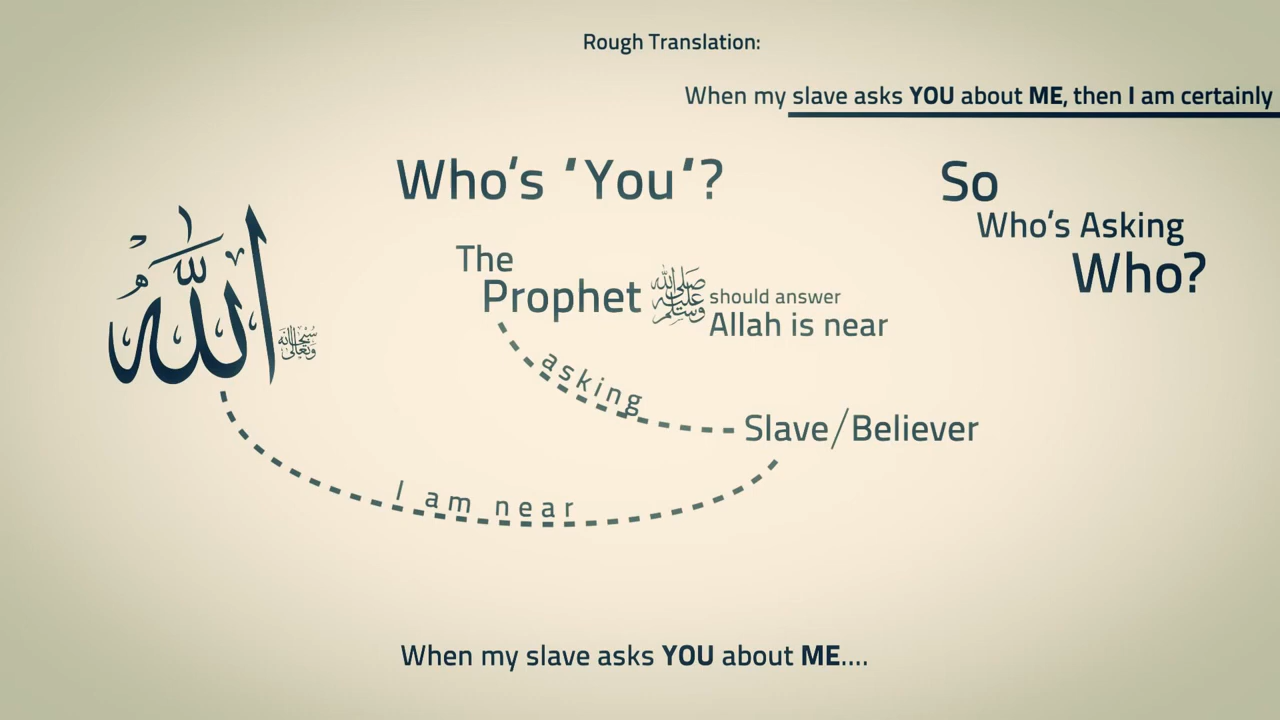 Rough Translation:
When my slave asks YOU about ME, then I am certainly
Who's 'You'?
So
Who's Asking
Who?
الله
سبحانه وتعالى
The
Prophet صلى الله عليه وسلم should answer
Allah is near
asking
Slave/Believer
I am near
When my slave asks YOU about ME....